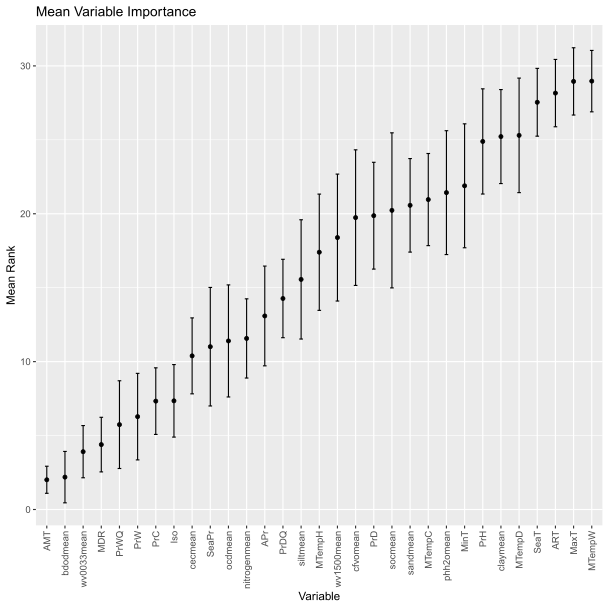 Mean Variable Importance
Mean Rank
30
20
10
0
AMT
bdodmean
wv0033mean
MDR
PrWQ
PrW
PrC
Iso
cecmean
SeaPr
ocdmean
nitrogenmean
APr
PrDQ
siltmean
MTempH
wv1500mean
cfvomean
PrD
socmean
sandmean
MTempC
phh2omean
MinT
PrH
claymean
MTempD
SeaT
ART
MaxT
MTempW
Variable